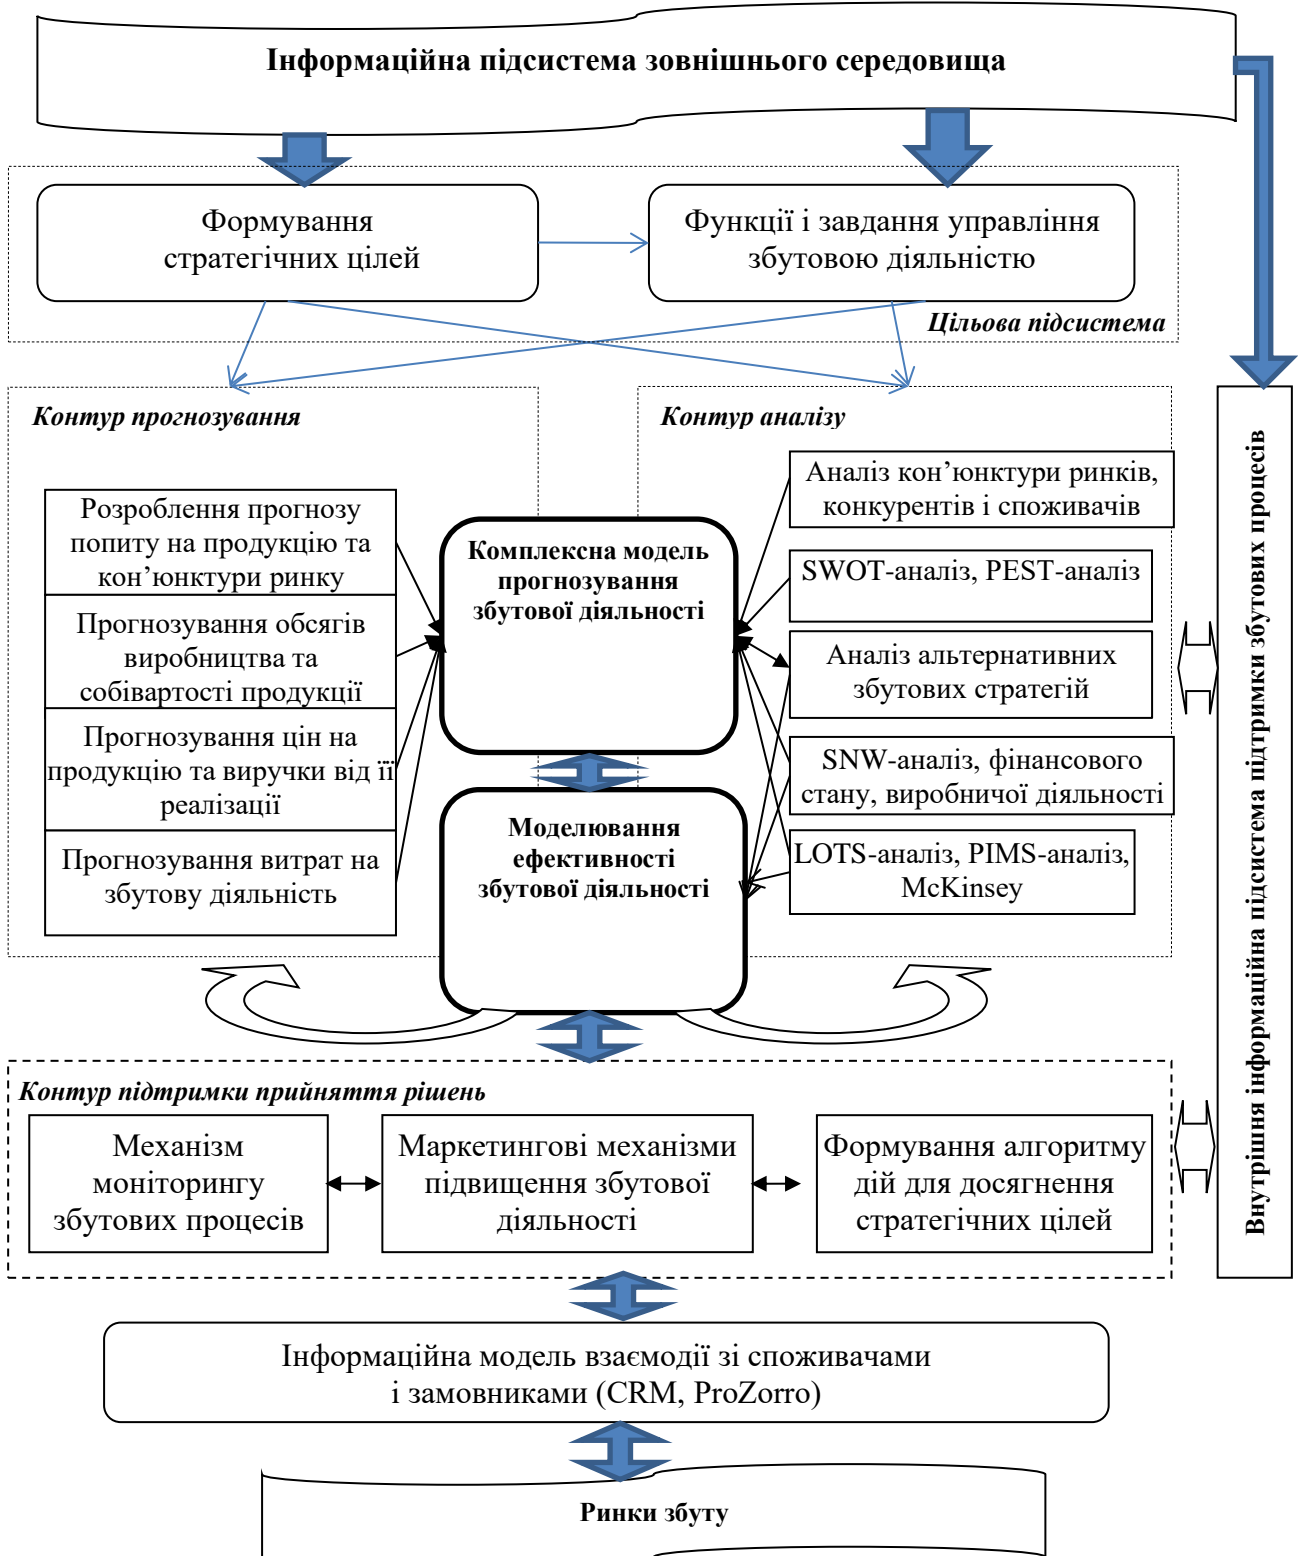 Інформаційна підсистема зовнішнього середовища
Формування
стратегічних цілей
Функції і завдання управління
збутовою діяльністю
Цільова підсистема
Контур прогнозування
Розроблення прогнозу
попиту на продукцію та
кон’юнктури ринку
Прогнозування обсягів
виробництва та
собівартості продукції
Прогнозування цін на
продукцію та виручки від її
реалізації
Прогнозування витрат на
збутову діяльність
Комплексна модель
прогнозування
збутової діяльності
Моделювання
ефективності
збутової діяльності
Контур аналізу
Аналіз кон’юнктури ринків,
конкурентів і споживачів
SWOT-аналіз, PEST-аналіз
Аналіз альтернативних
збутових стратегій
SNW-аналіз, фінансового
стану, виробничої діяльності
LOTS-аналіз, PIMS-аналіз,
McKinsey
Внутрішня інформаційна підсистема підтримки збутових процесів
Контур підтримки прийняття рішень
Механізм
моніторингу
збутових процесів
Маркетингові механізми
підвищення збутової
діяльності
Формування алгоритму
дій для досягнення
стратегічних цілей
Інформаційна модель взаємодії зі споживачами
і замовниками (CRM, ProZorro)
Ринки збуту